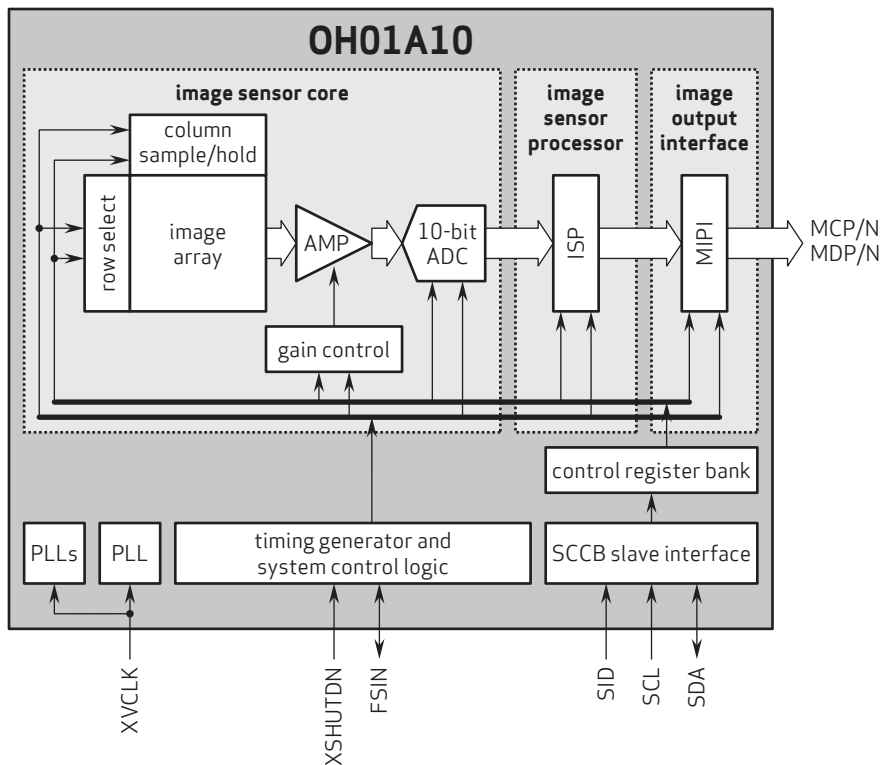 OH01A10
image sensor core
image
sensor
processor
image
output
interface
column
sample/hold
row select
image
array
AMP
10-bit
ADC
ISP
MIPI
MCP/N
MDP/N
gain control
control register bank
PLLs
PLL
timing generator and
system control logic
SCCB slave interface
XVCLK
XSHUTDN
FSIN
SID
SCL
SDA